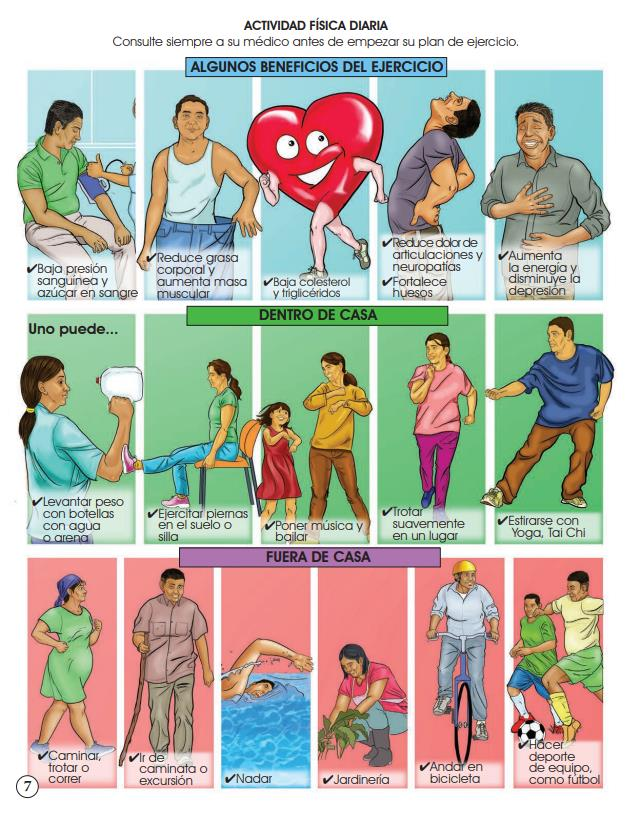 ACTIVIDAD FÍSICA DIARIA
Consulte siempre a su médico antes de empezar su plan de ejercicio.
ALGUNOS BENEFICIOS DEL EJERCICIO
✔Baja presión
sanguínea y
azúcar en sangre
✔Reduce grasa
corporal y
aumenta masa
muscular
✔Baja colesterol
y triglicéridos
✔Reduce dolor de
articulaciones y
neuropatías
✔Fortalece
huesos
✔Aumenta
la energía y
disminuye la
depresión
DENTRO DE CASA
Uno puede...
✔Levantar peso
con botellas
con agua
o arena
✔Ejercitar piernas
en el suelo o
silla
✔Poner música y
bailar
✔Trotar
suavemente
en un lugar
✔Estirarse con
Yoga, Tai Chi
FUERA DE CASA
✔Caminar,
trotar o
correr
✔Ir de
caminata o
excursión
✔Nadar
✔Jardinería
✔Andar en
bicicleta
✔Hacer
deporte
de equipo,
como fútbol
7